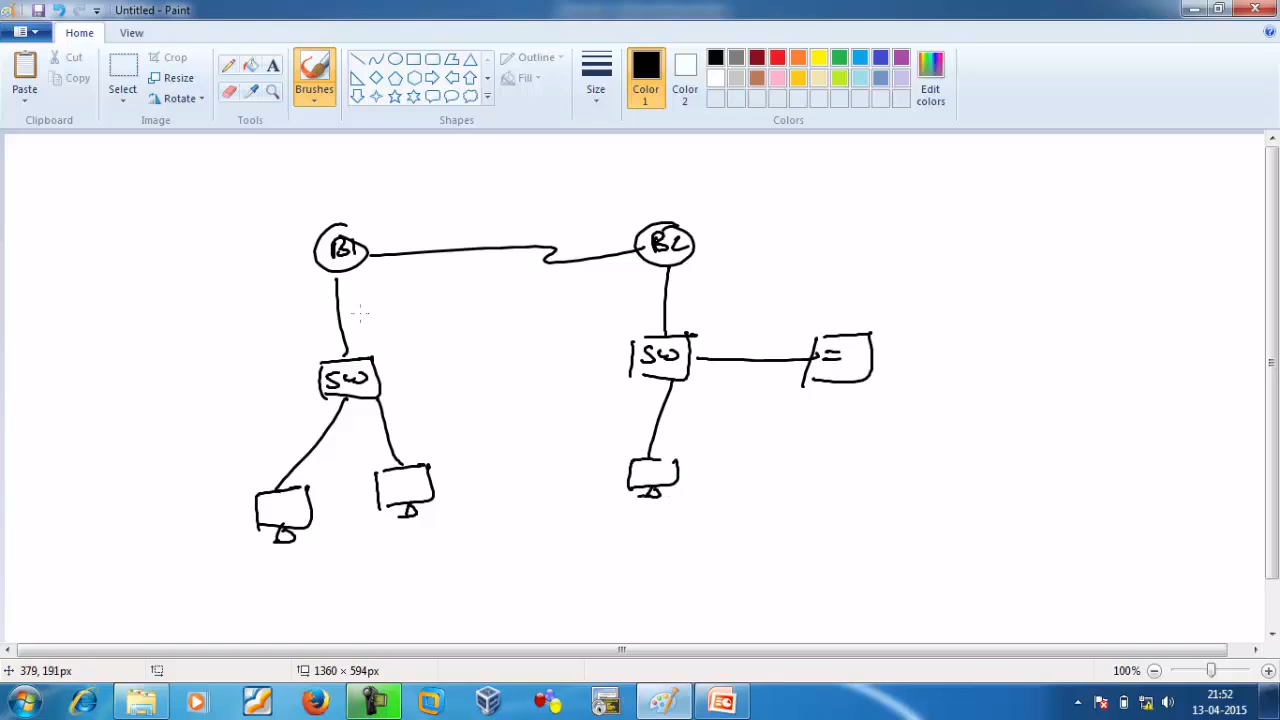 Untitled - Paint
Home View
Cut
Copy
Paste
Clipboard
Crop
Resize
Rotate
Select
Image
Tools
Brushes
Outline
Fill
Shapes
Size
Color 1
Color 2
Edit colors
Colors
B1
B2
SW
SW
379, 191px
1360 × 594px
100%
21:52
13-04-2015